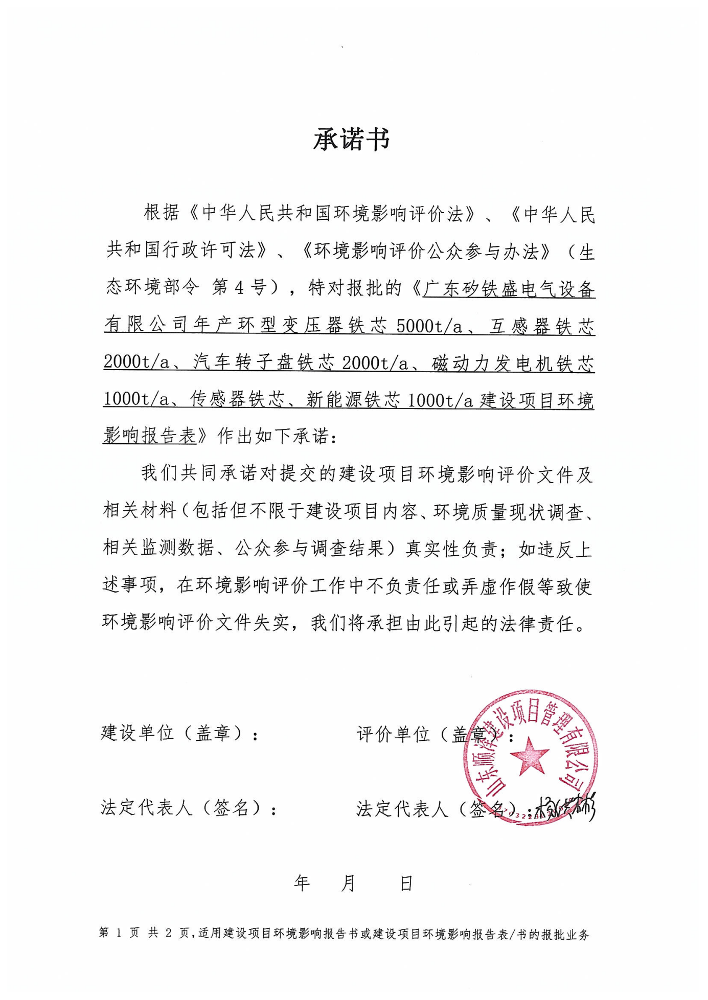 承诺书
根据《中华人民共和国环境影响评价法》、《中华人民
共和国行政许可法》、《环境影响评价公众参与办法》（生
态环境部令 第4号），特对报批的《广东矽铁盛电气设备
有限公司年产环型变压器铁芯5000t/a、互感器铁芯
2000t/a、汽车转子盘铁芯2000t/a、磁动力发电机铁芯
1000t/a、传感器铁芯、新能源铁芯1000t/a建设项目环境
影响报告表》作出如下承诺：
我们共同承诺对提交的建设项目环境影响评价文件及
相关材料（包括但不限于建设项目内容、环境质量现状调查、
相关监测数据、公众参与调查结果）真实性负责；如违反上
述事项，在环境影响评价工作中不负责任或弄虚作假等致使
环境影响评价文件失实，我们将承担由此引起的法律责任。
建设单位（盖章）：
评价单位（盖章）：
山东顺泽建设项目管理有限公司
法定代表人（签名）：
法定代表人（签名）：
年 月 日
第 1 页 共 2 页,适用建设项目环境影响报告书或建设项目环境影响报告表/书的报批业务